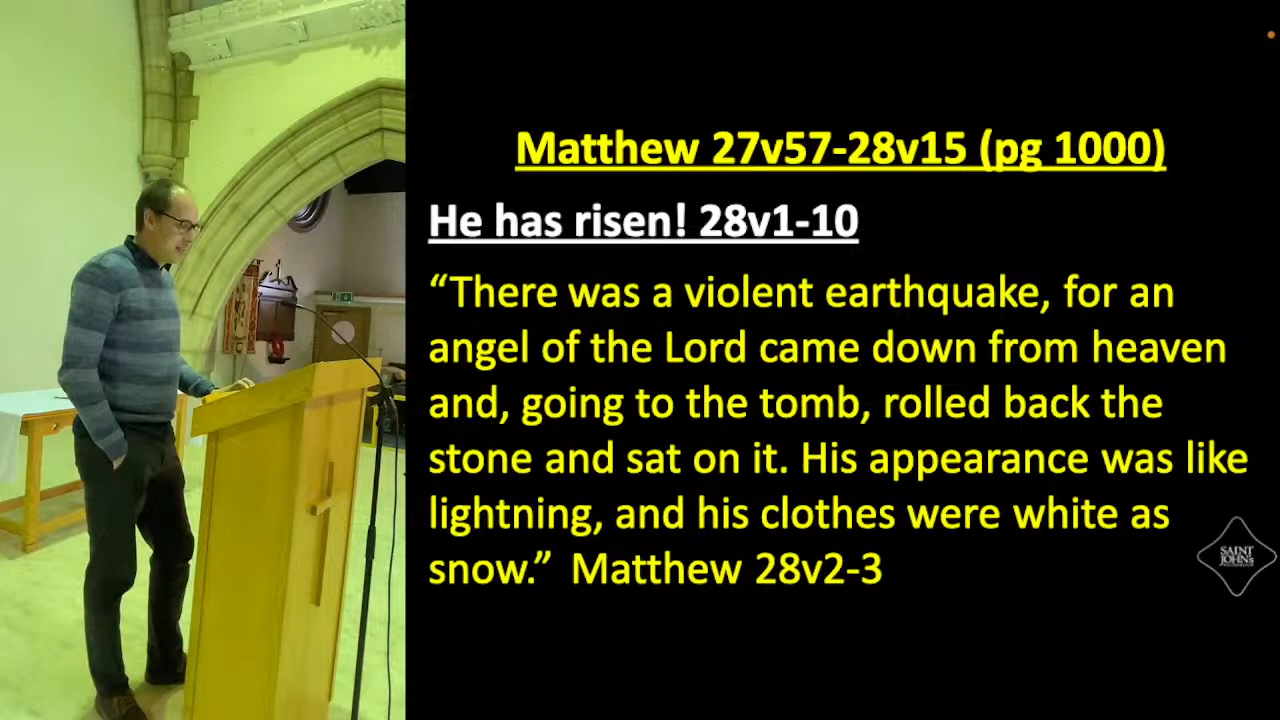 Matthew 27v57-28v15 (pg 1000)
He has risen! 28v1-10
“There was a violent earthquake, for an
angel of the Lord came down from heaven
and, going to the tomb, rolled back the
stone and sat on it. His appearance was like
lightning, and his clothes were white as
snow.” Matthew 28v2-3
SAINT
JOHN's